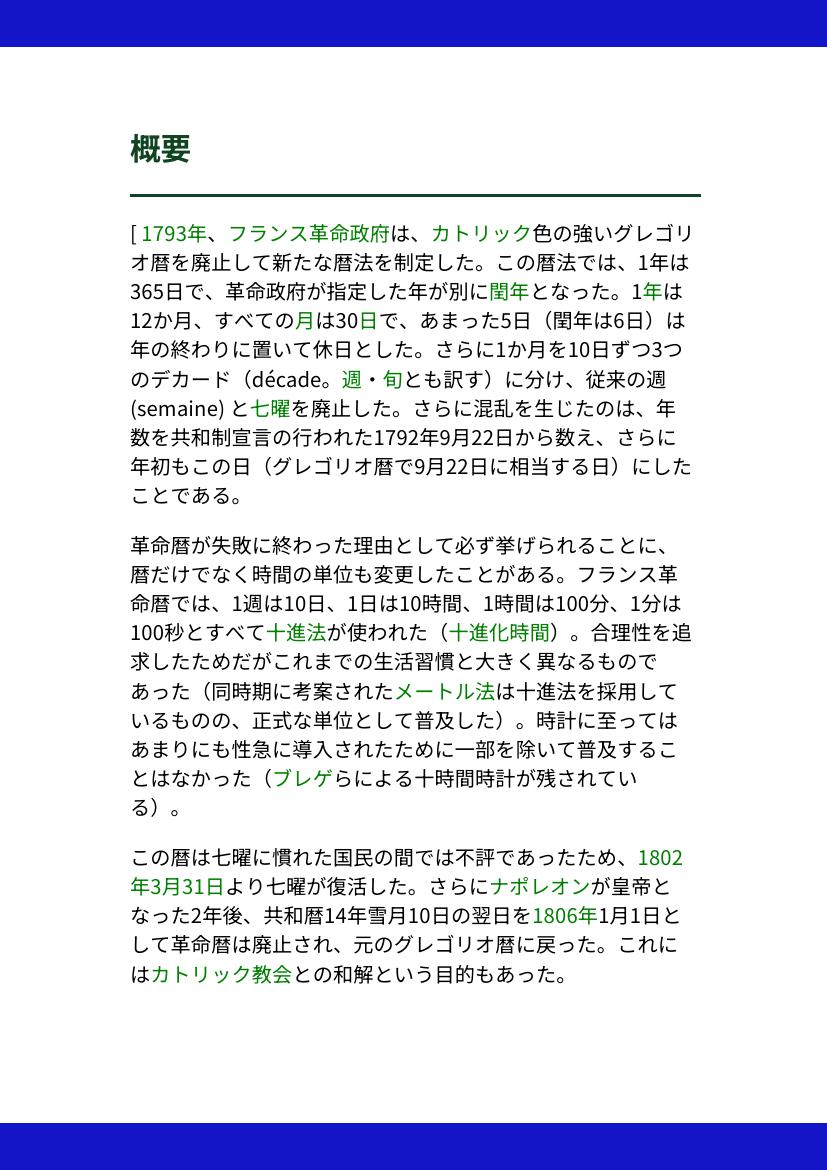 概要
[ 1793年、フランス革命政府は、カトリック色の強いグレゴリ
オ暦を廃止して新たな暦法を制定した。この暦法では、1年は
365日で、革命政府が指定した年が別に閏年となった。1年は
12か月、すべての月は30日で、あまった5日（閏年は6日）は
年の終わりに置いて休日とした。さらに1か月を10日ずつ3つ
のデカード（décade。週・旬とも訳す）に分け、従来の週
(semaine) と七曜を廃止した。さらに混乱を生じたのは、年
数を共和制宣言の行われた1792年9月22日から数え、さらに
年初もこの日（グレゴリオ暦で9月22日に相当する日）にした
ことである。
革命暦が失敗に終わった理由として必ず挙げられることに、
暦だけでなく時間の単位も変更したことがある。フランス革
命暦では、1週は10日、1日は10時間、1時間は100分、1分は
100秒とすべて十進法が使われた（十進化時間）。合理性を追
求したためだがこれまでの生活習慣と大きく異なるもので
あった（同時期に考案されたメートル法は十進法を採用して
いるものの、正式な単位として普及した）。時計に至っては
あまりにも性急に導入されたために一部を除いて普及するこ
とはなかった（ブレゲらによる十時間時計が残されてい
る）。
この暦は七曜に慣れた国民の間では不評であったため、1802
年3月31日より七曜が復活した。さらにナポレオンが皇帝と
なった2年後、共和暦14年雪月10日の翌日を1806年1月1日と
して革命暦は廃止され、元のグレゴリオ暦に戻った。これに
はカトリック教会との和解という目的もあった。